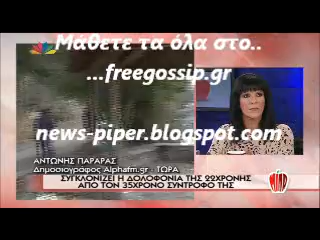 Μάθετε τα όλα στο..
...freegossip.gr
news-piper.blogspot.com
ΑΝΤΩΝΗΣ ΠΑΡΑΡΑΣ
Δημοσιογράφος Alphafm.gr - ΤΩΡΑ
ΣΥΓΚΛΟΝΙΖΕΙ Η ΔΟΛΟΦΟΝΙΑ ΤΗΣ 22ΧΡΟΝΗΣ
ΑΠΟ ΤΟΝ 35ΧΡΟΝΟ ΣΥΝΤΡΟΦΟ ΤΗΣ